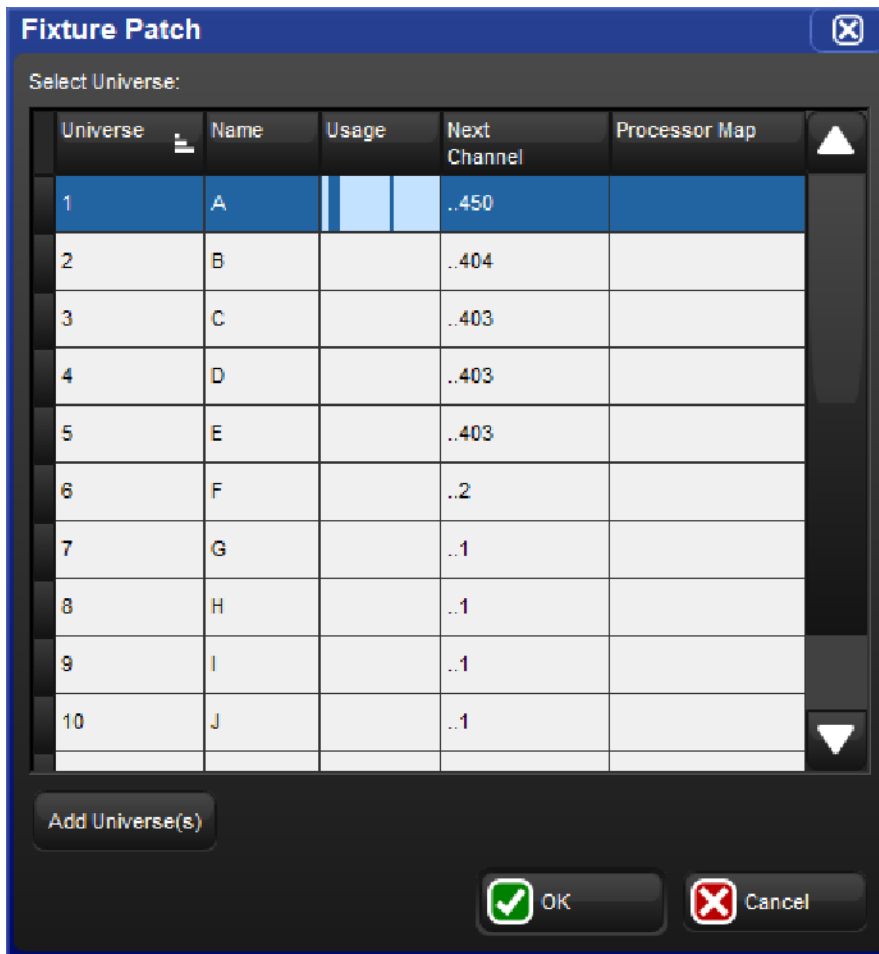 Fixture Patch
Select Universe:
Universe Name Usage Next Channel Processor Map
1 A ..450
2 B ..404
3 C ..403
4 D ..403
5 E ..403
6 F ..2
7 G ..1
8 H ..1
9 I ..1
10 J ..1
Add Universe(s)
OK Cancel